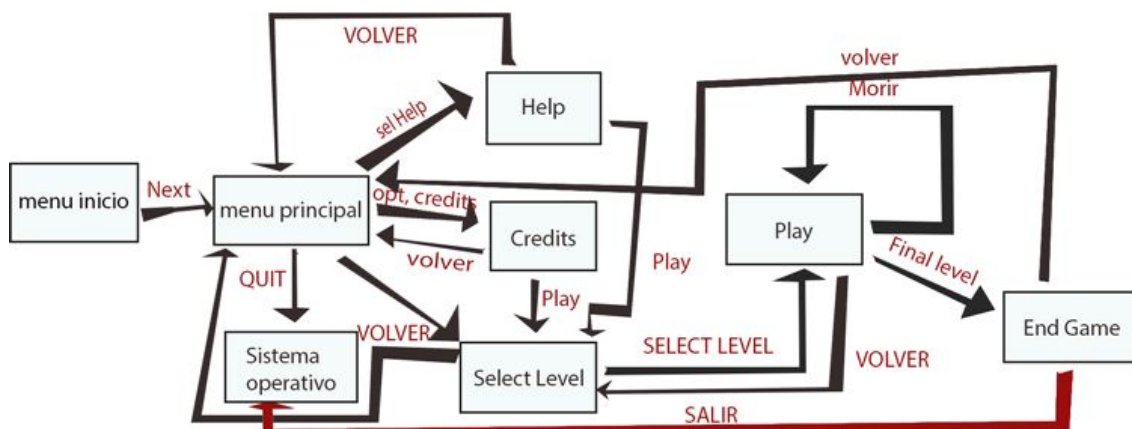 VOLVER
volver
Morir
Help
sel Help
menu inicio
Next
menu principal
opt, credits
Credits
volver
Play
Final level
QUIT
Play
Play
End Game
VOLVER
Sistema
operativo
Select Level
SELECT LEVEL
VOLVER
SALIR